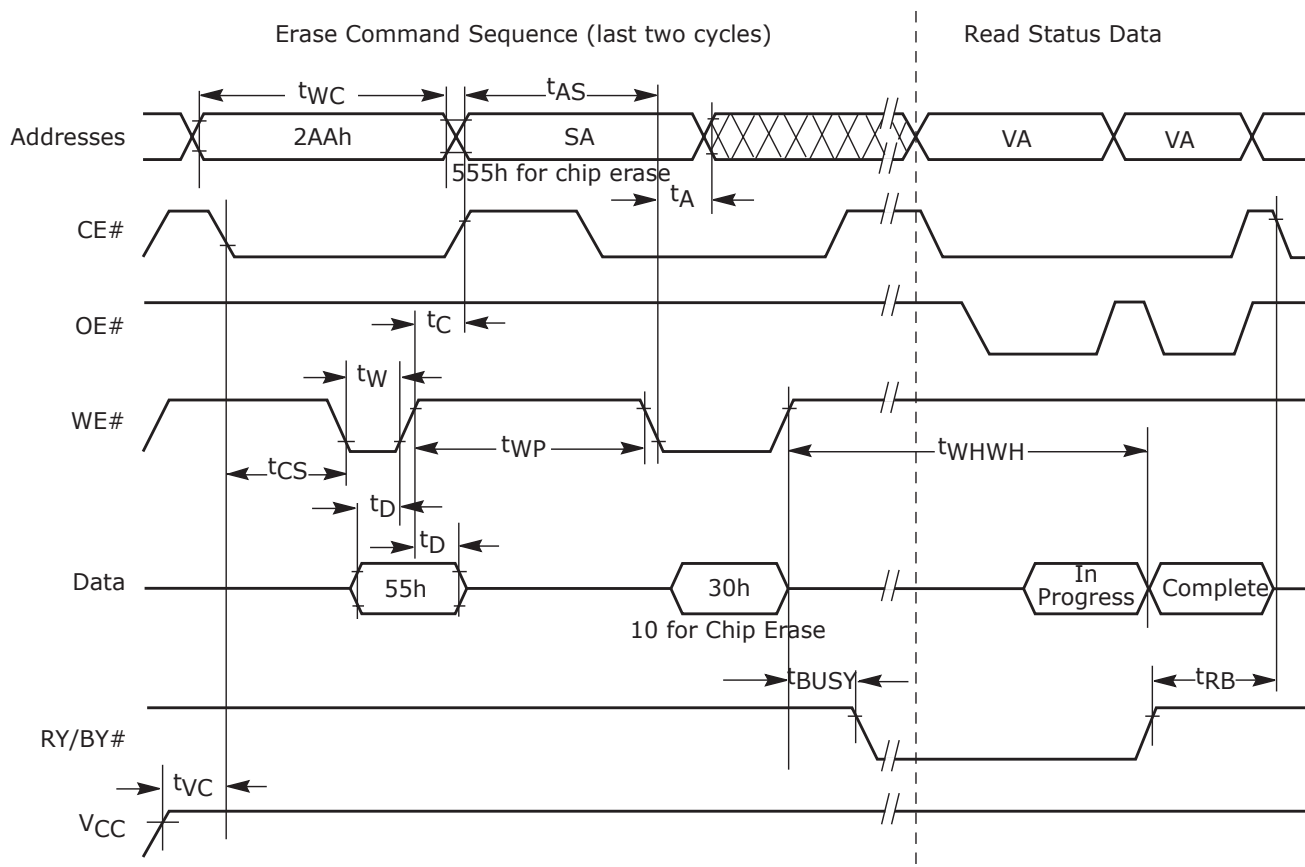 Erase Command Sequence (last two cycles)
Read Status Data
tWC
tAS
Addresses
2AAh
SA
VA
VA
555h for chip erase
tA
CE#
tC
OE#
tW
WE#
tWP
tWHWH
tCS
tD
tD
Data
55h
30h
In
Progress
Complete
10 for Chip Erase
tBUSY
tRB
RY/BY#
tVC
VCC